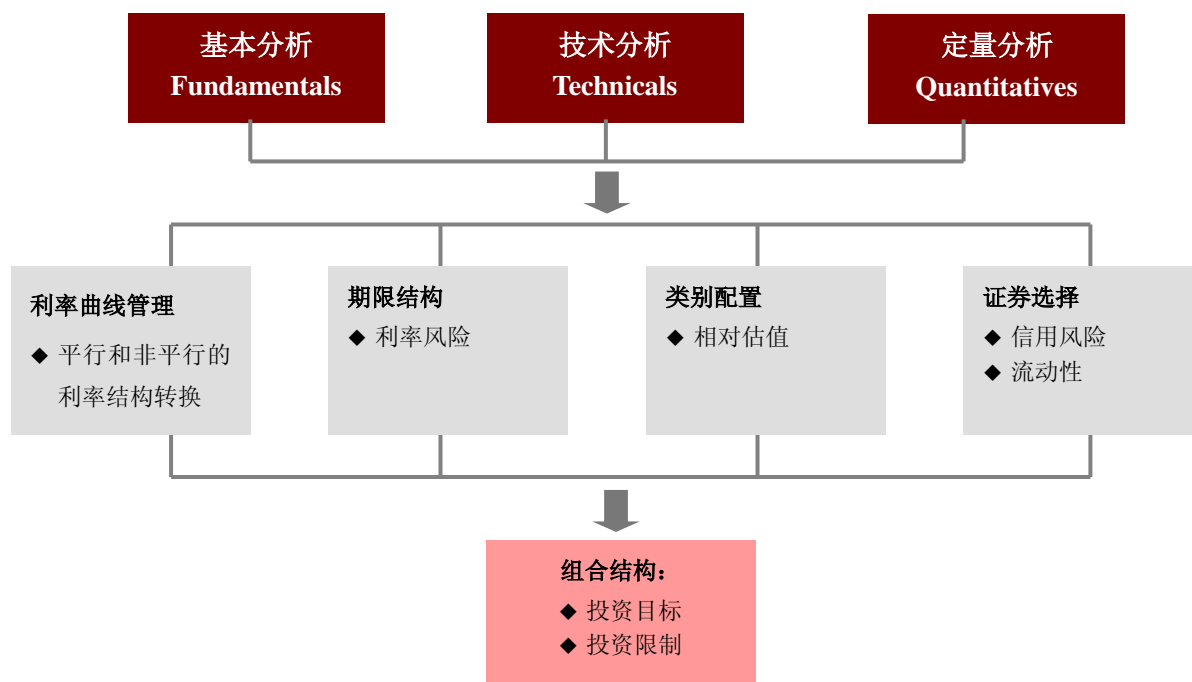 基本分析
Fundamentals
技术分析
Technicals
定量分析
Quantitatives
利率曲线管理
◆ 平行和非平行的
利率结构转换
期限结构
◆ 利率风险
类别配置
◆ 相对估值
证券选择
◆ 信用风险
◆ 流动性
组合结构：
◆ 投资目标
◆ 投资限制